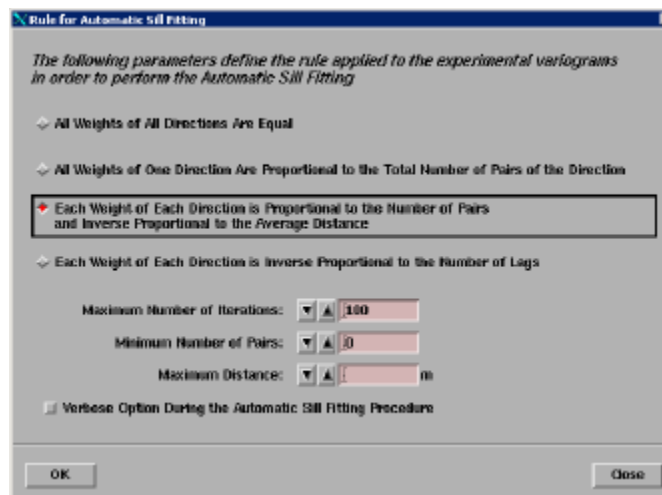 Rule for Automatic Sill Fitting
The following parameters define the rule applied to the experimental variograms
in order to perform the Automatic Sill Fitting
All Weights of All Directions Are Equal
All Weights of One Direction Are Proportional to the Total Number of Pairs of the Direction
Each Weight of Each Direction is Proportional to the Number of Pairs
and Inverse Proportional to the Average Distance
Each Weight of Each Direction is Inverse Proportional to the Number of Lags
Maximum Number of Iterations: 100
Minimum Number of Pairs: 0
Maximum Distance: m
Verbose Option During the Automatic Sill Fitting Procedure
OK Close